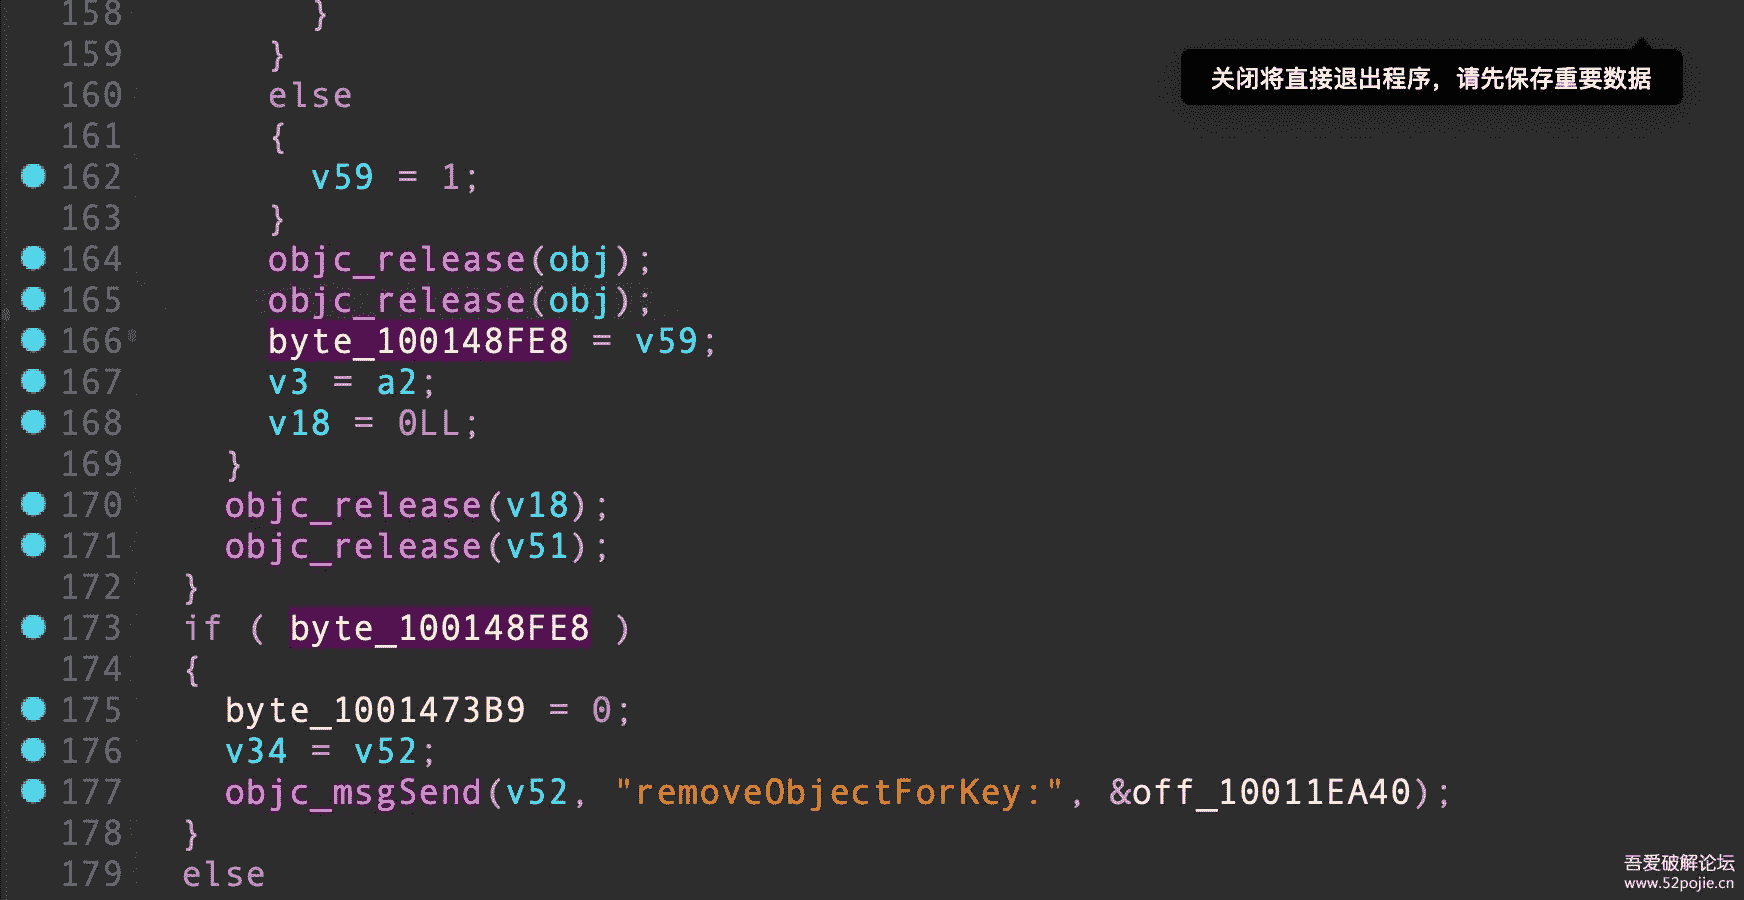 158 }
159 }
关闭将直接退出程序，请先保存重要数据
160 else
161 {
162 v59 = 1;
163 }
164 objc_release(obj);
165 objc_release(obj);
166 byte_100148FE8 = v59;
167 v3 = a2;
168 v18 = 0LL;
169 }
170 objc_release(v18);
171 objc_release(v51);
172 }
173 if ( byte_100148FE8 )
174 {
175 byte_1001473B9 = 0;
176 v34 = v52;
177 objc_msgSend(v52, "removeObjectForKey:", &off_10011EA40);
178 }
179 else
吾爱破解论坛
www.52pojie.cn